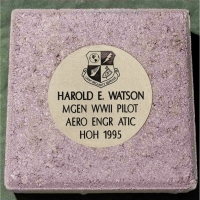 HAROLD E. WATSON
MGEN WWII PILOT
AERO ENGR ATIC
HOH 1995